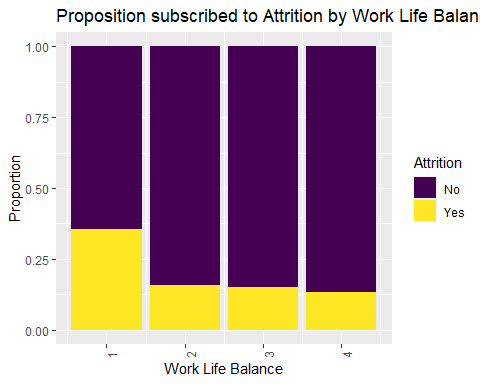 Proposition subscribed to Attrition by Work Life Balan
1.00
0.75
0.50
0.25
0.00
Proportion
1
2
3
4
Work Life Balance
Attrition
No
Yes